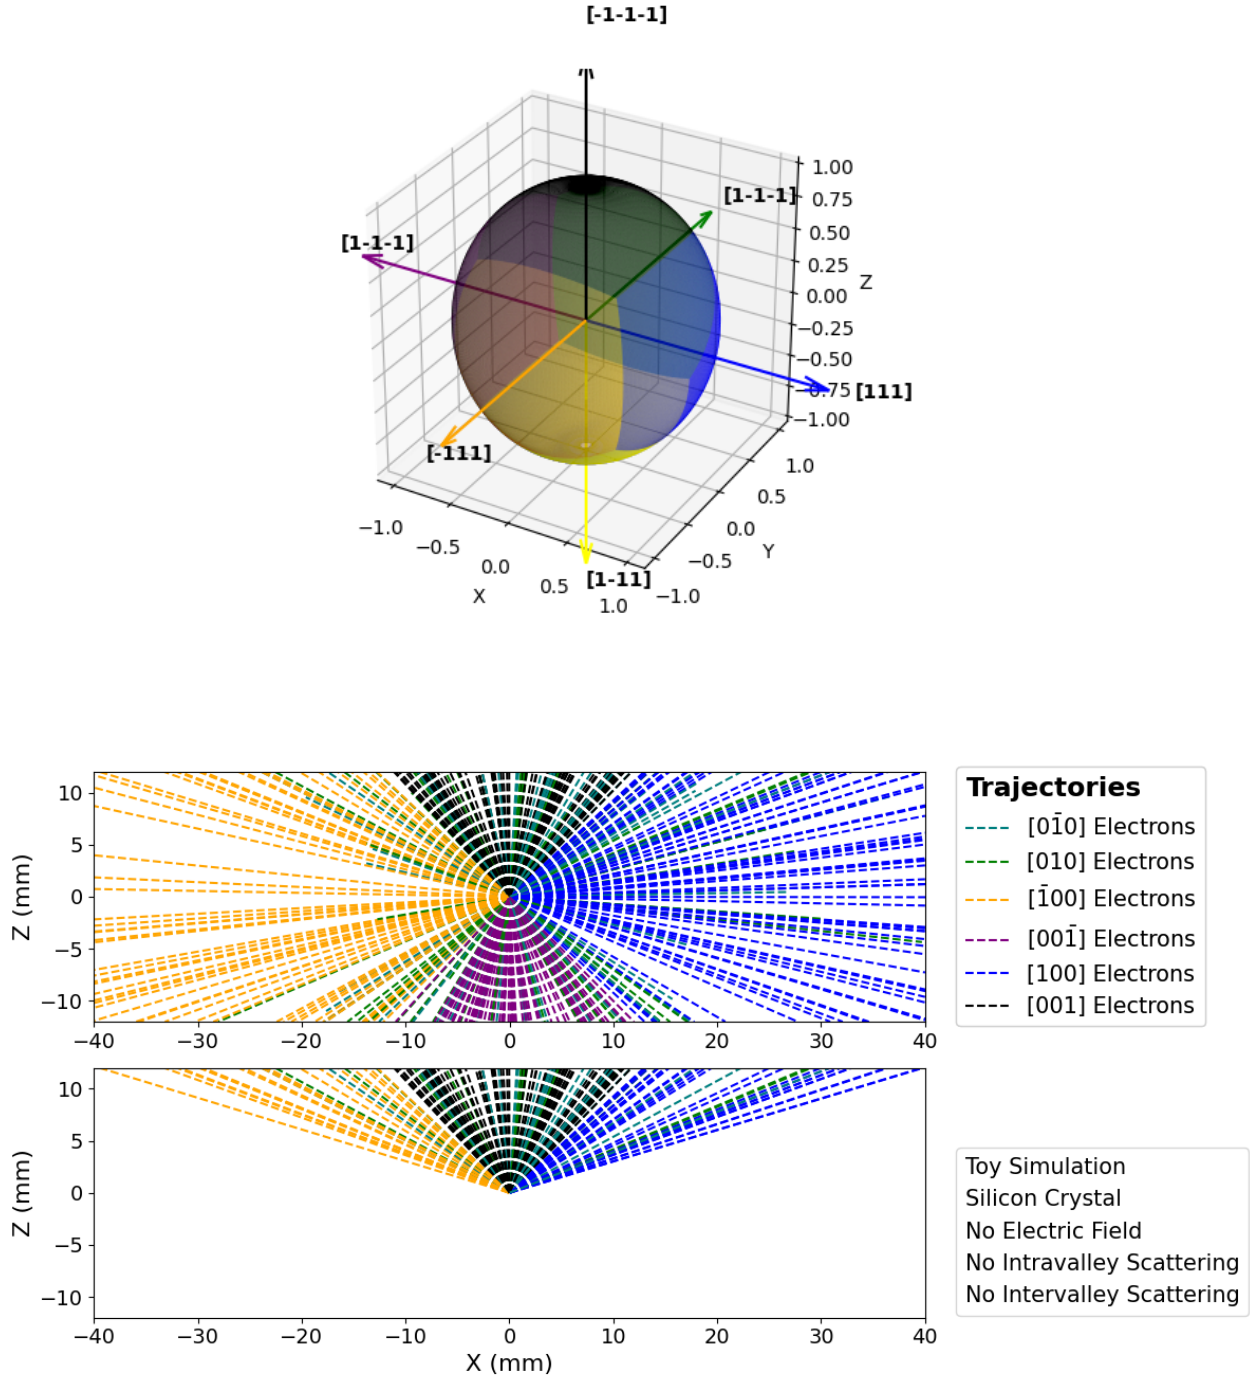 [-1-1-1]
[1-1-1]
[1-1-1]
[111]
[-111]
[1-11]
1.00
0.75
0.50
0.25
0.00
−0.25
−0.50
−0.75
−1.00
Z
1.0
0.5
0.0
−0.5
−1.0
Y
−1.0
−0.5
0.0
0.5
1.0
X
10
5
0
−5
−10
Z (mm)
−40 −30 −20 −10 0 10 20 30 40
Trajectories
[01̄0] Electrons
[010] Electrons
[1̄00] Electrons
[001̄] Electrons
[100] Electrons
[001] Electrons
10
5
0
−5
−10
Z (mm)
−40 −30 −20 −10 0 10 20 30 40
X (mm)
Toy Simulation
Silicon Crystal
No Electric Field
No Intravalley Scattering
No Intervalley Scattering